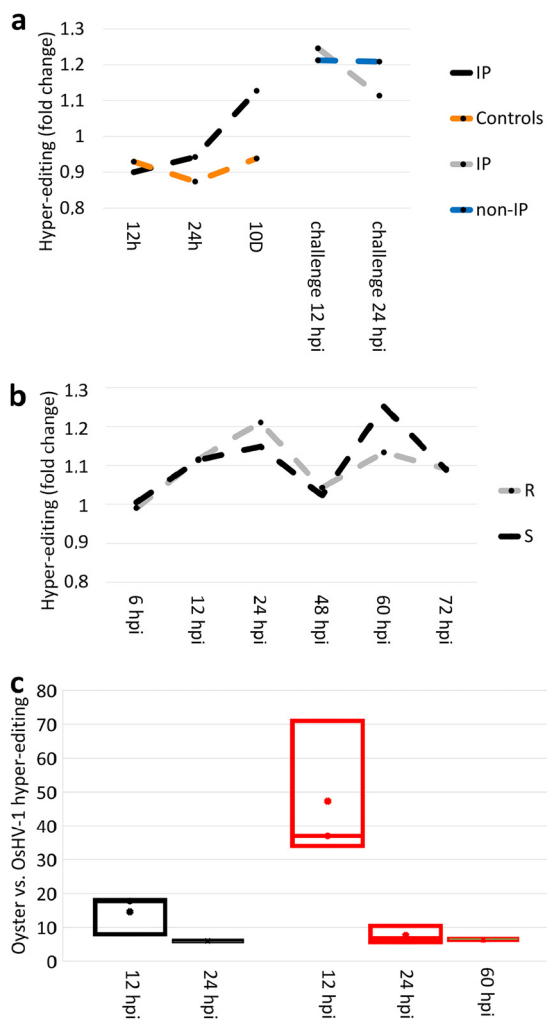 a
Hyper-editing (fold change)
1.3
1.2
1.1
1
0.9
0.8
12h
24h
10D
challenge 12 hpi
challenge 24 hpi
IP
Controls
IP
non-IP
b
Hyper-editing (fold change)
1.3
1.2
1.1
1
0,9
0,8
6 hpi
12 hpi
24 hpi
48 hpi
60 hpi
72 hpi
R
S
c
Oyster vs. OsHV-1 hyper-editing
80
70
60
50
40
30
20
10
0
12 hpi
24 hpi
12 hpi
24 hpi
60 hpi